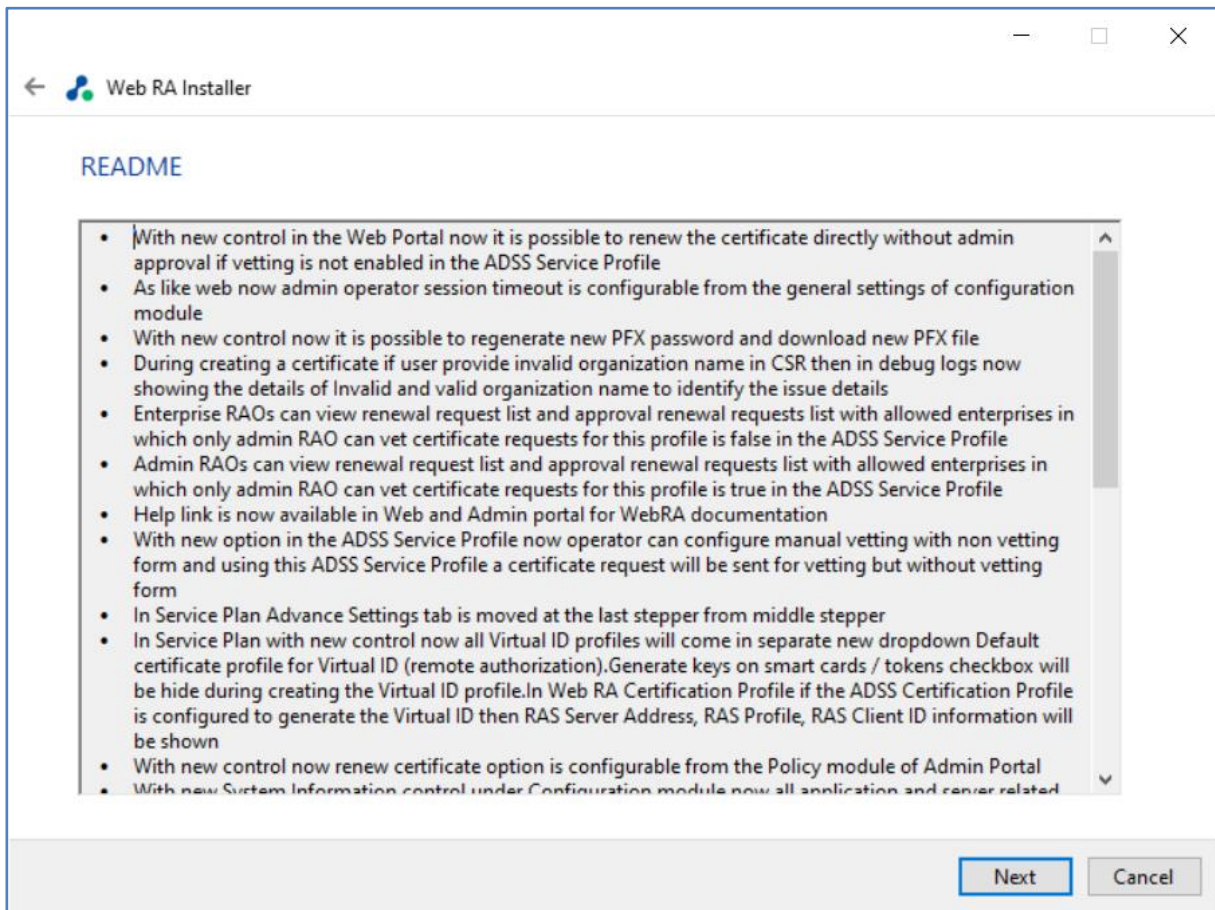 Web RA Installer
README
• With new control in the Web Portal now it is possible to renew the certificate directly without admin
approval if vetting is not enabled in the ADSS Service Profile
• As like web now admin operator session timeout is configurable from the general settings of configuration
module
• With new control now it is possible to regenerate new PFX password and download new PFX file
• During creating a certificate if user provide invalid organization name in CSR then in debug logs now
showing the details of Invalid and valid organization name to identify the issue details
• Enterprise RAOs can view renewal request list and approval renewal requests list with allowed enterprises in
which only admin RAO can vet certificate requests for this profile is false in the ADSS Service Profile
• Admin RAOs can view renewal request list and approval renewal requests list with allowed enterprises in
which only admin RAO can vet certificate requests for this profile is true in the ADSS Service Profile
• Help link is now available in Web and Admin portal for WebRA documentation
• With new option in the ADSS Service Profile now operator can configure manual vetting with non vetting
form and using this ADSS Service Profile a certificate request will be sent for vetting but without vetting
form
• In Service Plan Advance Settings tab is moved at the last stepper from middle stepper
• In Service Plan with new control now all Virtual ID profiles will come in separate new dropdown Default
certificate profile for Virtual ID (remote authorization).Generate keys on smart cards / tokens checkbox will
be hide during creating the Virtual ID profile.In Web RA Certification Profile if the ADSS Certification Profile
is configured to generate the Virtual ID then RAS Server Address, RAS Profile, RAS Client ID information will
be shown
• With new control now renew certificate option is configurable from the Policy module of Admin Portal
• With new System Information control under Configuration module now all application and server related
Next
Cancel